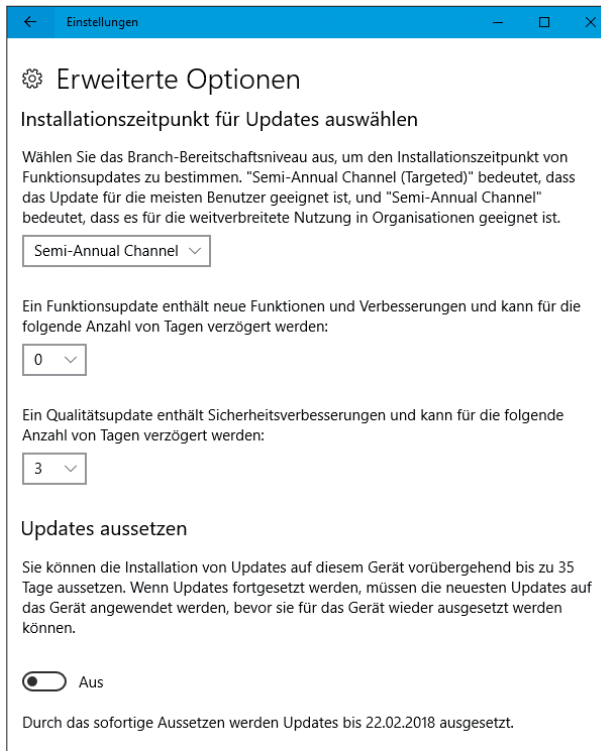 Einstellungen
Erweiterte Optionen
Installationszeitpunkt für Updates auswählen
Wählen Sie das Branch-Bereitschaftsniveau aus, um den Installationszeitpunkt von
Funktionsupdates zu bestimmen. "Semi-Annual Channel (Targeted)" bedeutet, dass
das Update für die meisten Benutzer geeignet ist, und "Semi-Annual Channel"
bedeutet, dass es für die weitverbreitete Nutzung in Organisationen geeignet ist.
Semi-Annual Channel
Ein Funktionsupdate enthält neue Funktionen und Verbesserungen und kann für die
folgende Anzahl von Tagen verzögert werden:
0
Ein Qualitätsupdate enthält Sicherheitsverbesserungen und kann für die folgende
Anzahl von Tagen verzögert werden:
3
Updates aussetzen
Sie können die Installation von Updates auf diesem Gerät vorübergehend bis zu 35
Tage aussetzen. Wenn Updates fortgesetzt werden, müssen die neuesten Updates auf
das Gerät angewendet werden, bevor sie für das Gerät wieder ausgesetzt werden
können.
Aus
Durch das sofortige Aussetzen werden Updates bis 22.02.2018 ausgesetzt.